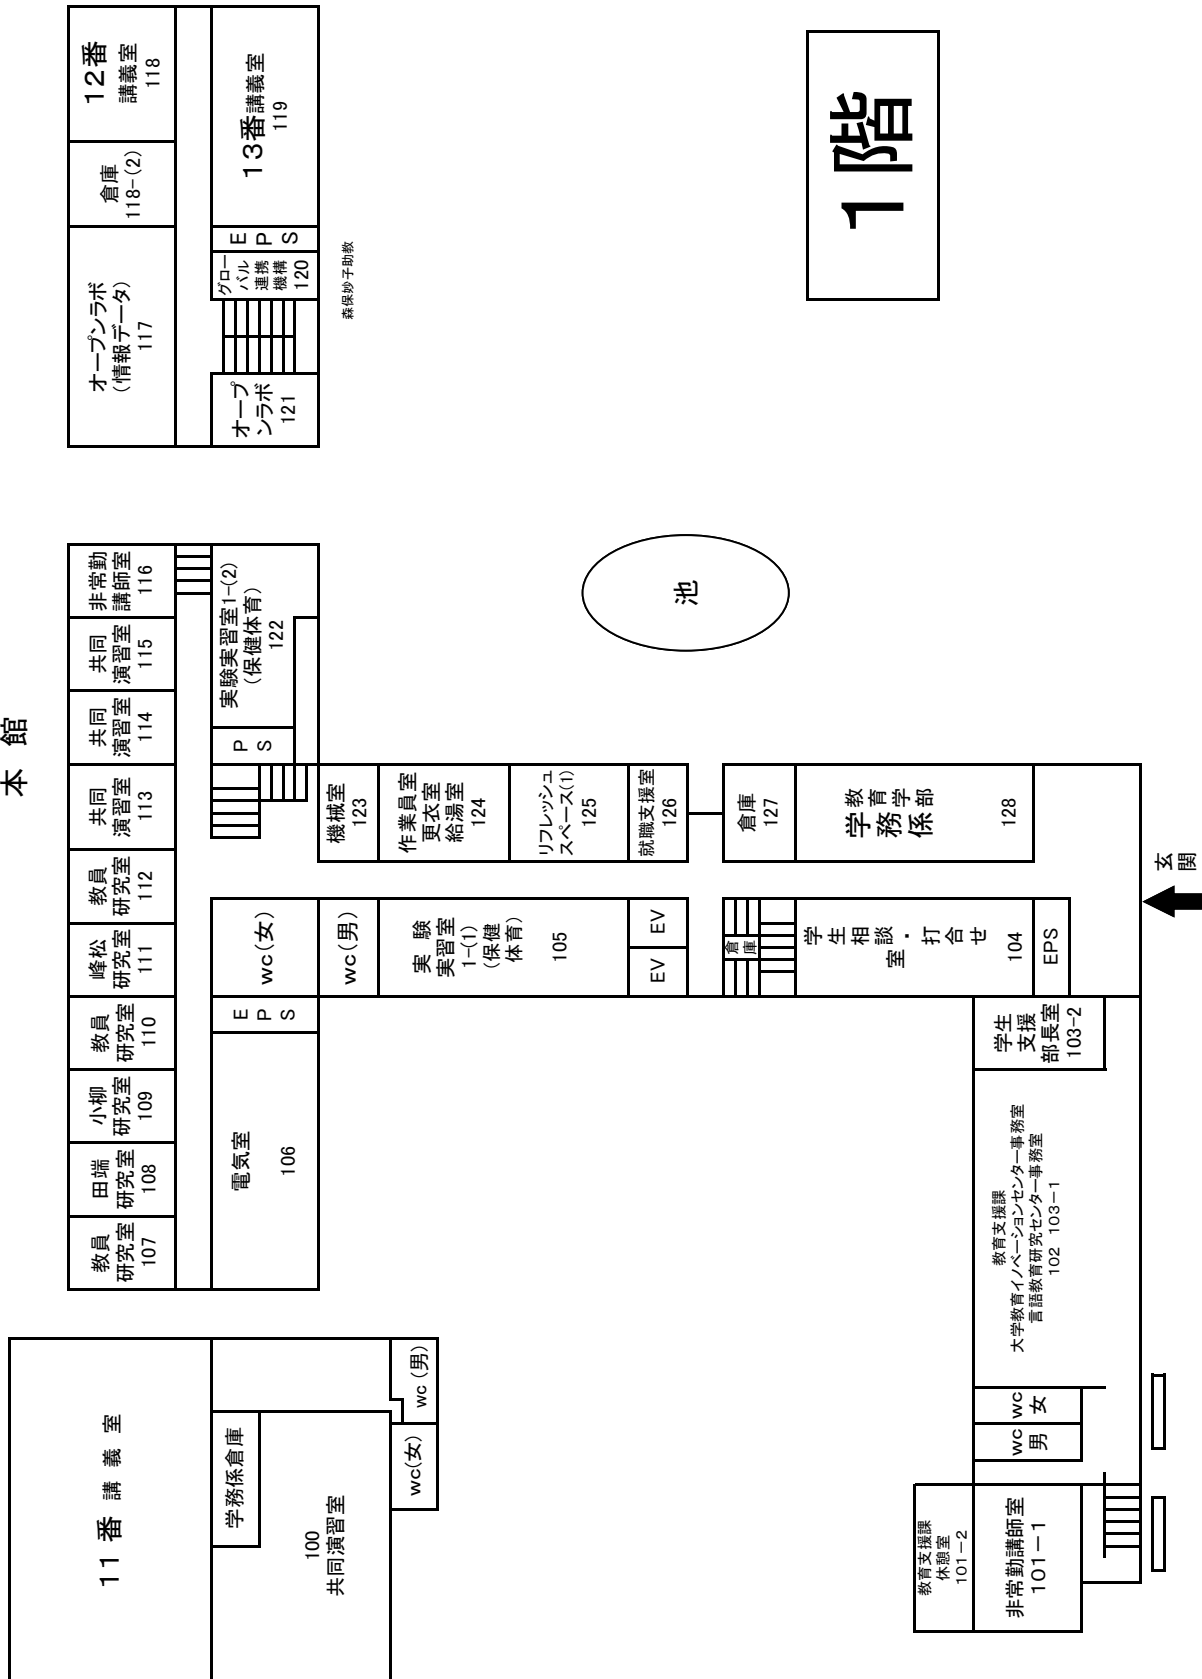 本 館
1階
12番
講義室
118
倉庫
118-(2)
オープンラボ
（情報データ）
117
13番講義室
119
E
P
S
グロー
バル
連携
機構
120
森保妙子助教
オープ
ンラボ
121
非常勤
講師室
116
共同
演習室
115
共同
演習室
114
共同
演習室
113
教員
研究室
112
峰松
研究室
111
教員
研究室
110
小柳
研究室
109
田端
研究室
108
教員
研究室
107
実験実習室1-(2)
（保健体育）
122
P
S
機械室
123
作業員室
更衣室
給湯室
124
リフレッシュ
スペース(1)
125
就職支援室
126
倉庫
127
教育学部
学務係
128
池
玄関
wc(女)
wc(男)
実 験
実習室
1-(1)
(保健
体育)
105
EV
EV
倉庫
学生相談・打合せ
室
104
EPS
E
P
S
電気室
106
学生
支援
部長室
103-2
教育支援課
大学教育イノベーションセンター事務室
言語教育研究センター事務室
102 103-1
wc
女
wc
男
教育支援課
休憩室
101-2
非常勤講師室
101-1
11番 講 義 室
学務係倉庫
100
共同演習室
wc (男)
wc(女)